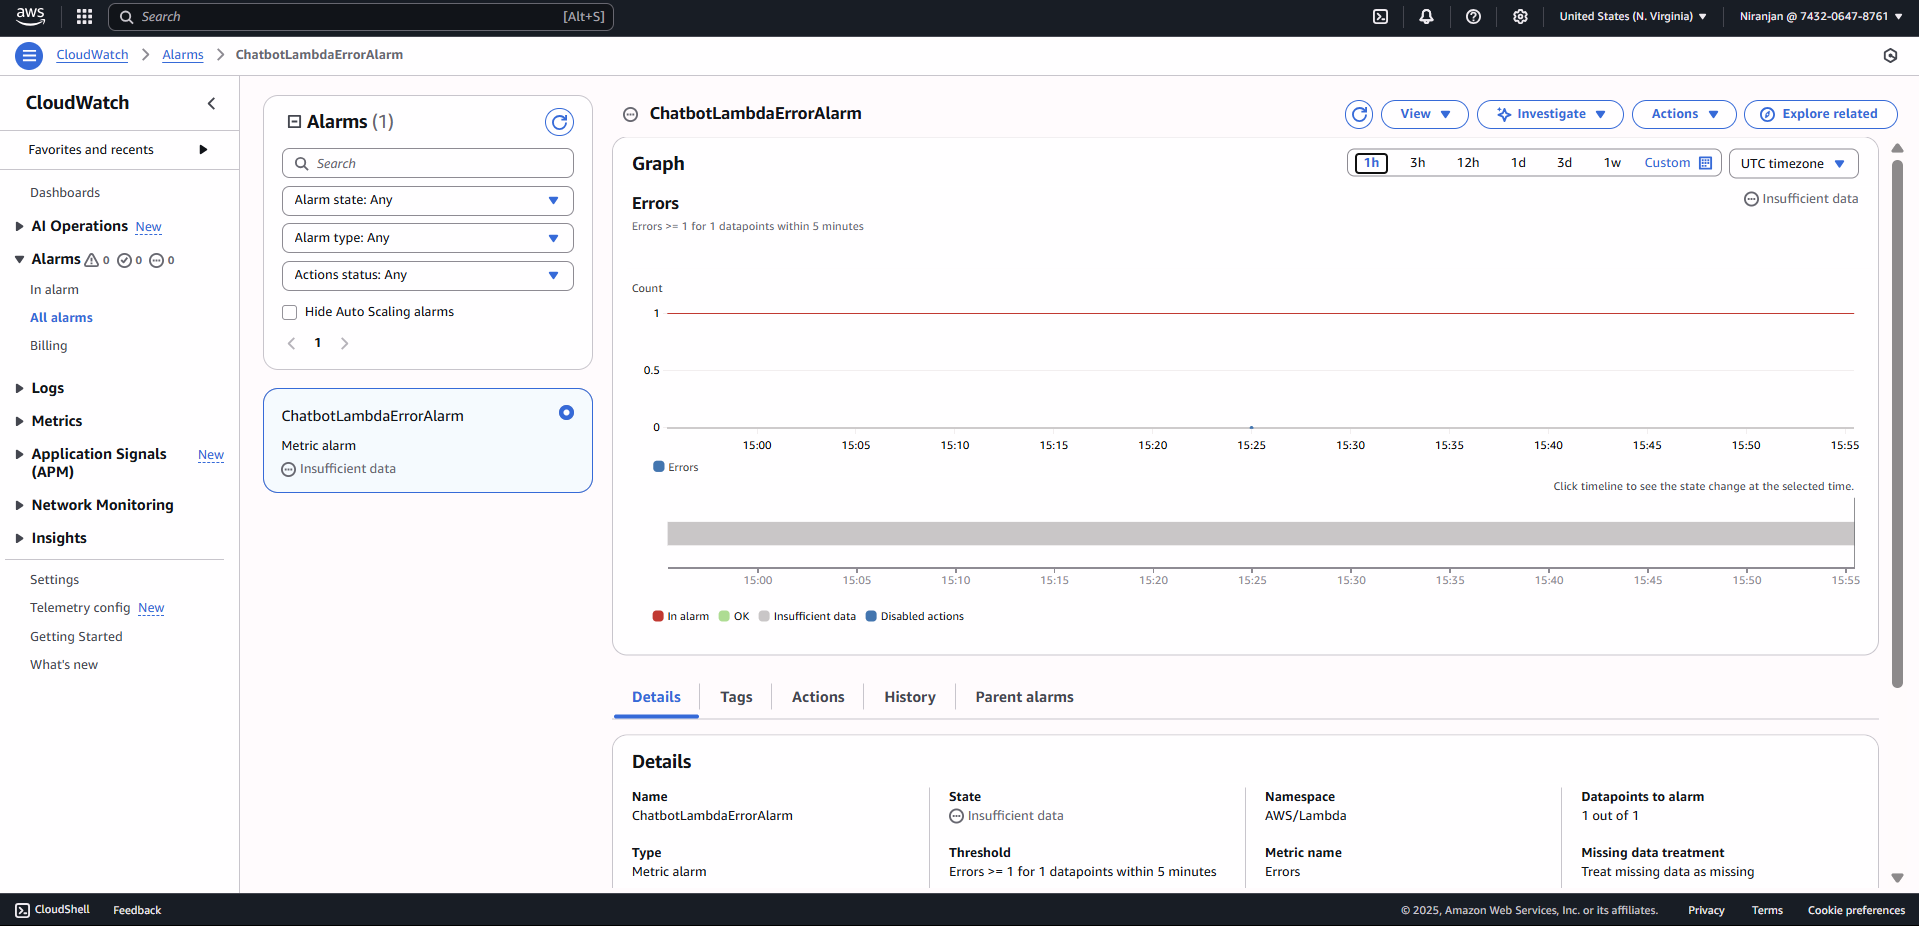 aws
Search
[Alt+S]
United States (N. Virginia)
Niranjan @ 7432-0647-8761
CloudWatch
Alarms
ChatbotLambdaErrorAlarm
CloudWatch
Favorites and recents
Dashboards
AI Operations New
Alarms 0 0 0
In alarm
All alarms
Billing
Logs
Metrics
Application Signals New
(APM)
Network Monitoring
Insights
Settings
Telemetry config New
Getting Started
What's new
Alarms (1)
Search
Alarm state: Any
Alarm type: Any
Actions status: Any
Hide Auto Scaling alarms
1
ChatbotLambdaErrorAlarm
Metric alarm
Insufficient data
ChatbotLambdaErrorAlarm
View
Investigate
Actions
Explore related
Graph
1h 3h 12h 1d 3d 1w Custom
UTC timezone
Errors
Insufficient data
Errors >= 1 for 1 datapoints within 5 minutes
Count
1
0.5
0
15:00 15:05 15:10 15:15 15:20 15:25 15:30 15:35 15:40 15:45 15:50 15:55
Errors
Click timeline to see the state change at the selected time.
15:00 15:05 15:10 15:15 15:20 15:25 15:30 15:35 15:40 15:45 15:50 15:55
In alarm OK Insufficient data Disabled actions
Details Tags Actions History Parent alarms
Details
Name
ChatbotLambdaErrorAlarm
Type
Metric alarm
State
Insufficient data
Threshold
Errors >= 1 for 1 datapoints within 5 minutes
Namespace
AWS/Lambda
Metric name
Errors
Datapoints to alarm
1 out of 1
Missing data treatment
Treat missing data as missing
CloudShell
Feedback
© 2025, Amazon Web Services, Inc. or its affiliates.
Privacy
Terms
Cookie preferences